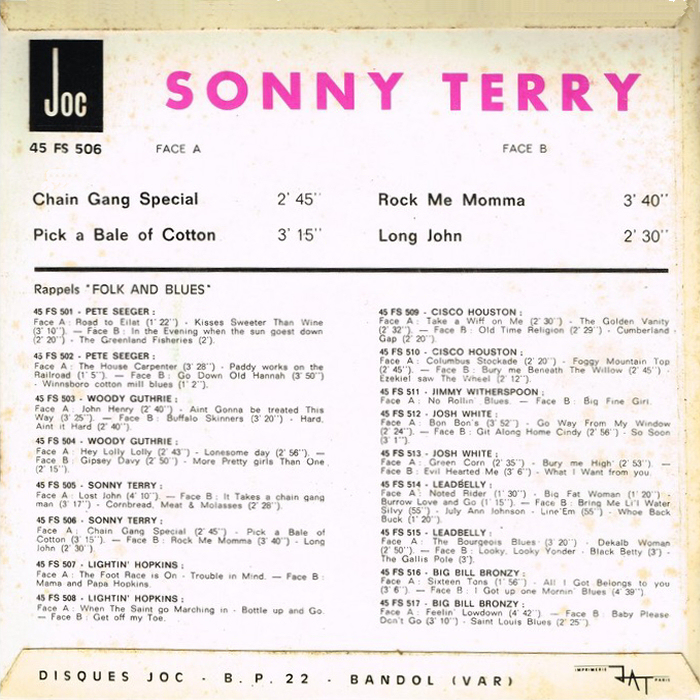 Joc
SONNY TERRY
45 FS 506
FACE A
FACE B
Chain Gang Special 2' 45''
Pick a Bale of Cotton 3' 15''
Rock Me Momma 3' 40''
Long John 2' 30''
Rappels "FOLK AND BLUES"
45 FS 501 - PETE SEEGER :
Face A : Road to Eilat (1' 22'') - Kisses Sweeter Than Wine
(3' 10''). — Face B : In the Evening when the sun goest down
(2' 20'') - The Greenland Fisheries (2').
45 FS 502 - PETE SEEGER :
Face A : The House Carpenter (3' 28'') - Paddy works on the
Railroad (1' 5''). — Face B : Go Down Old Hannah (3' 50'')
- Winnsboro cotton mill blues (1' 2'').
45 FS 503 - WOODY GUTHRIE :
Face A : John Henry (2' 40'') - Aint Gonna be treated This
Way (3' 25''). — Face B : Buffalo Skinners (3' 20'') - Hard,
Aint it Hard (2' 40'').
45 FS 504 - WOODY GUTHRIE :
Face A : Hey Lolly Lolly (2' 43'') - Lonesome day (2' 56''). —
Face B : Gipsey Davy (2' 50'') - More Pretty girls Than One
(2' 15'').
45 FS 505 - SONNY TERRY :
Face A : Lost John (4' 10''). — Face B : It Takes a chain gang
man (3' 17'') - Cornbread, Meat & Molasses (2' 28'').
45 FS 506 - SONNY TERRY :
Face A : Chain Gang Special (2' 45'') - Pick a Bale of
Cotton (3' 15''). — Face B : Rock Me Momma (3' 40'') - Long
John (2' 30'').
45 FS 507 - LIGHTIN' HOPKINS :
Face A : The Foot Race is On - Trouble in Mind. — Face B :
Mama and Papa Hopkins.
45 FS 508 - LIGHTIN' HOPKINS :
Face A : When The Saint go Marching in - Bottle up and Go.
— Face B : Get off my Toe.
45 FS 509 - CISCO HOUSTON :
Face A : Take a Wiff on Me (2' 30'') - The Golden Vanity
(2' 32''). — Face B : Old Time Religion (2' 29'') - Cumberland
Gap (2' 20'').
45 FS 510 - CISCO HOUSTON :
Face A : Columbus Stockade (2' 20'') - Foggy Mountain Top
(2' 45''). — Face B : Bury me Beneath The Willow (2' 45'') -
Ezekiel saw The Wheel (2' 12'').
45 FS 511 - JIMMY WITHERSPOON :
Face A : No Rollin' Blues. — Face B : Big Fine Girl.
45 FS 512 - JOSH WHITE :
Face A : Bon Bon's (3' 52'') - Go Way From My Window
(2' 24''). — Face B : Git Along Home Cindy (2' 56'') - So Soon
(3' 1'').
45 FS 513 - JOSH WHITE :
Face A : Green Corn (2' 35'') - Bury me High (2' 53''). —
Face B : Evil Hearted Me (3' 6'') - What I Want from you.
45 FS 514 - LEADBELLY :
Face A : Noted Rider (1' 30'') - Big Fat Woman (1' 20'') -
Burrow Love and Go (1' 15''). — Face B : Bring Me Li'l Water
Silvy (55'') - July Ann Johnson - Line'Em (55'') - Whoe Back
Buck (1' 20'').
45 FS 515 - LEADBELLY :
Face A : The Bourgeois Blues (3' 20'') - Dekalb Woman
(2' 50''). — Face B : Looky, Looky Yonder - Black Betty (3') -
The Gallis Pole (3').
45 FS 516 - BIG BILL BRONZY :
Face A : Sixteen Tons (1' 56'') - All I Got Belongs to you
(3' 6''). — Face B : I Got up one Mornin' Blues (4' 39'').
45 FS 517 - BIG BILL BRONZY :
Face A : Feelin' Lowdown (4' 42''). — Face B : Baby Please
Don't Go (3' 10'') - Saint Louis Blues (2' 25'').
DISQUES JOC - B. P. 22 - BANDOL (VAR)
IMPRIMERIE JAT PARIS